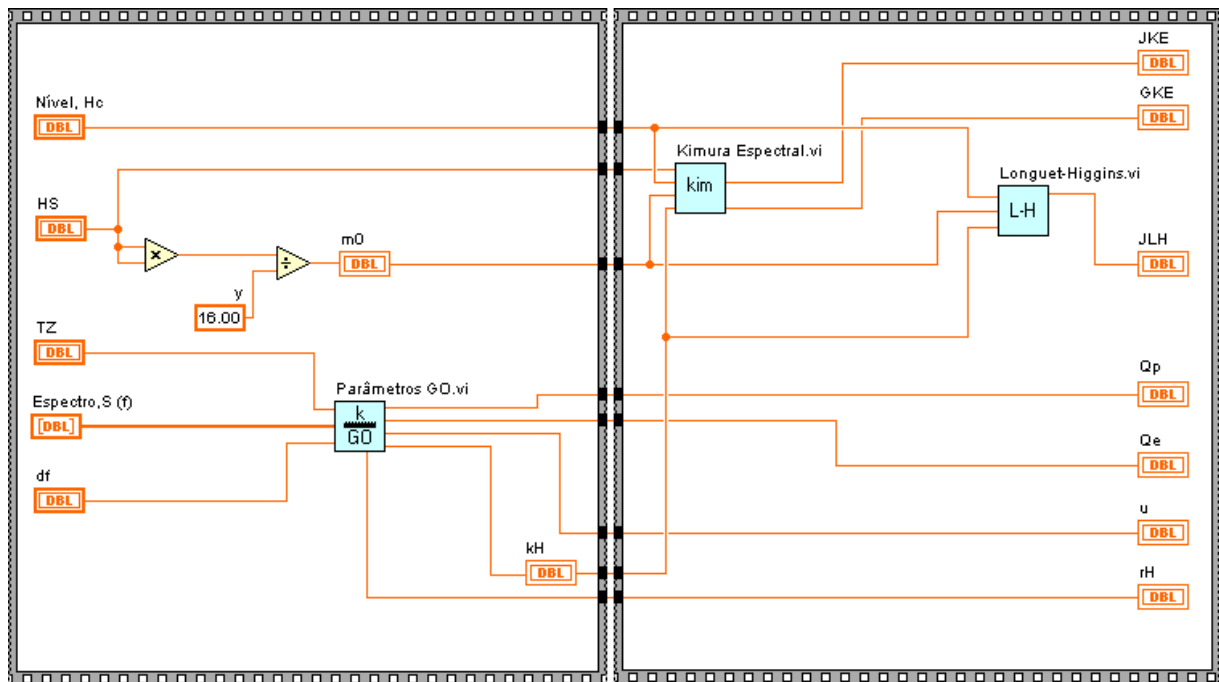 Nível, Hc
DBL
HS
DBL
×
÷
m0
DBL
y
16.00
TZ
DBL
Espectro,S (f)
[DBL]
df
DBL
Parâmetros GO.vi
k
GO
kH
DBL
Kimura Espectral.vi
kim
Longuet-Higgins.vi
L-H
JKE
DBL
GKE
DBL
JLH
DBL
Qp
DBL
Qe
DBL
u
DBL
rH
DBL